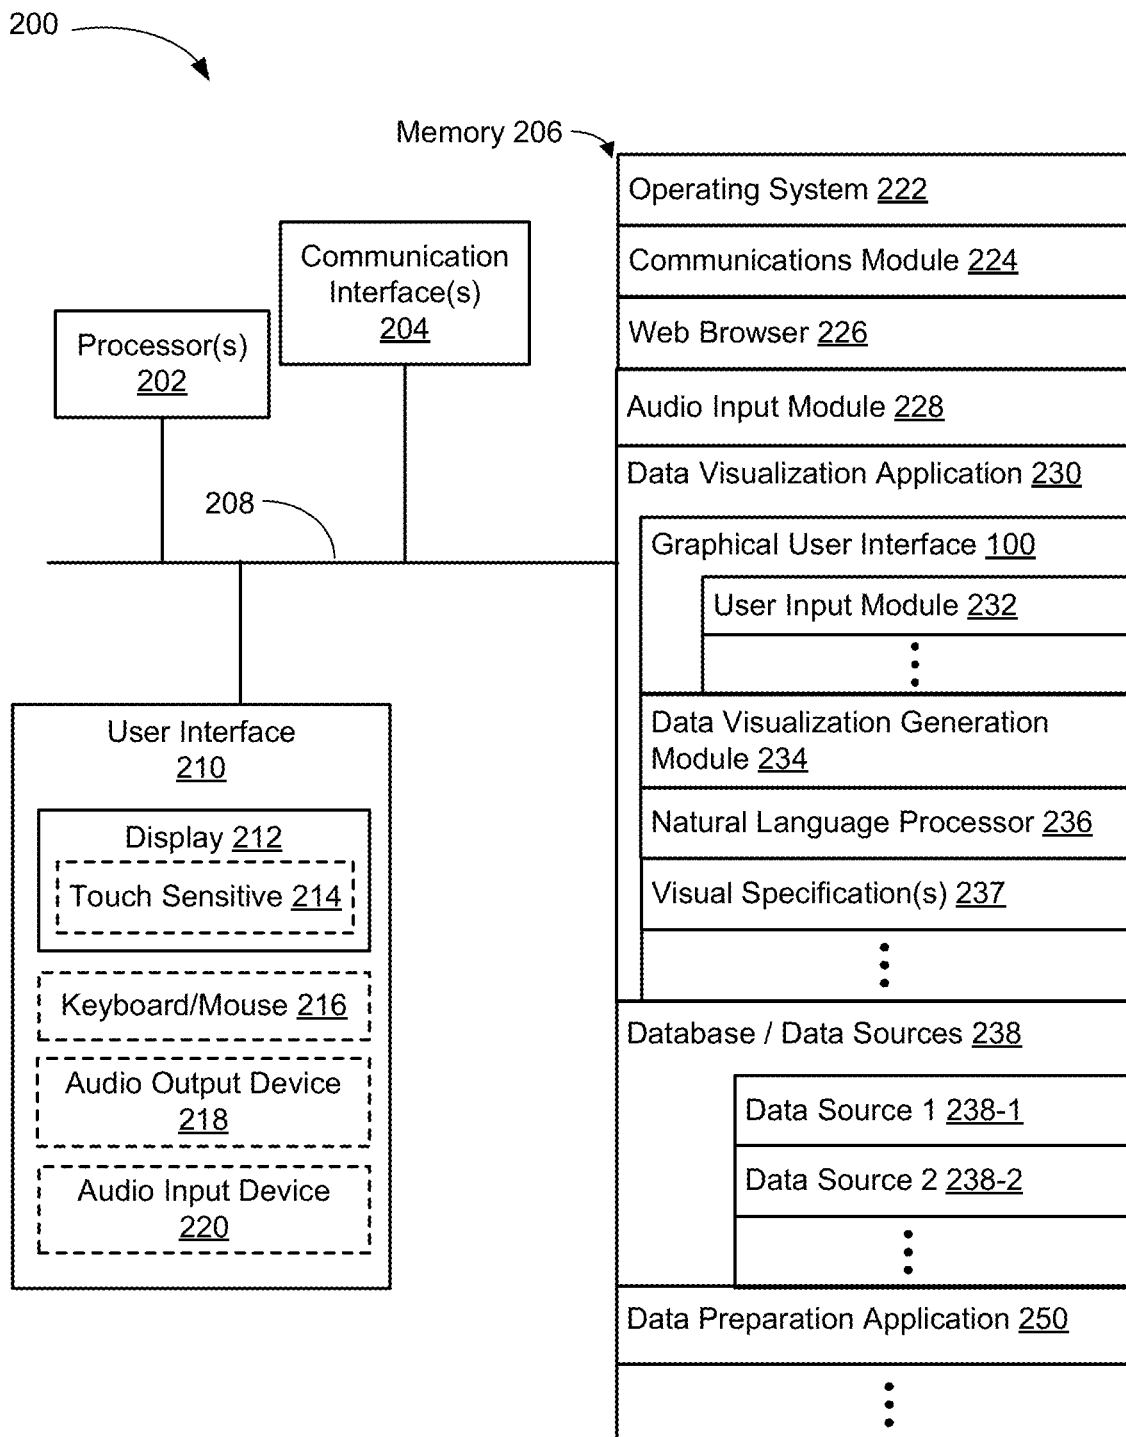 200
Memory 206
Operating System 222
Communications Module 224
Web Browser 226
Audio Input Module 228
Data Visualization Application 230
Graphical User Interface 100
User Input Module 232
Data Visualization Generation
Module 234
Natural Language Processor 236
Visual Specification(s) 237
Database / Data Sources 238
Data Source 1 238-1
Data Source 2 238-2
Data Preparation Application 250
Communication
Interface(s)
204
Processor(s)
202
208
User Interface
210
Display 212
Touch Sensitive 214
Keyboard/Mouse 216
Audio Output Device
218
Audio Input Device
220